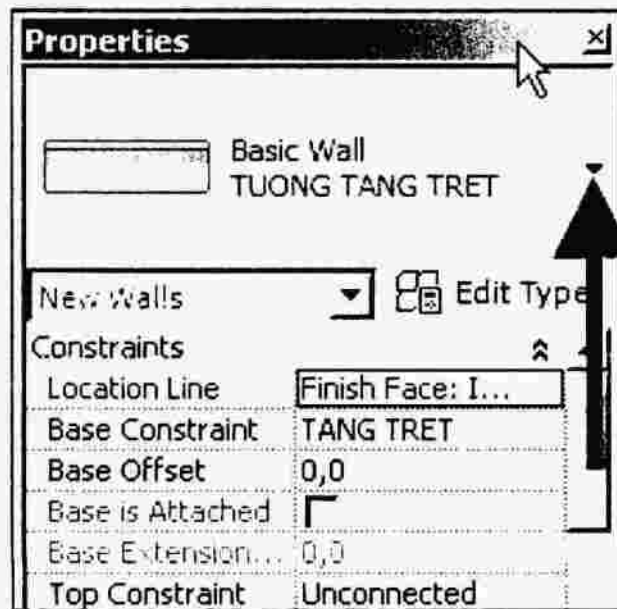 Properties
Basic Wall
TUONG TANG TRET
New Walls
Edit Type
Constraints
Location Line Finish Face: I...
Base Constraint TANG TRET
Base Offset 0,0
Base is Attached
Base Extension... 0,0
Top Constraint Unconnected